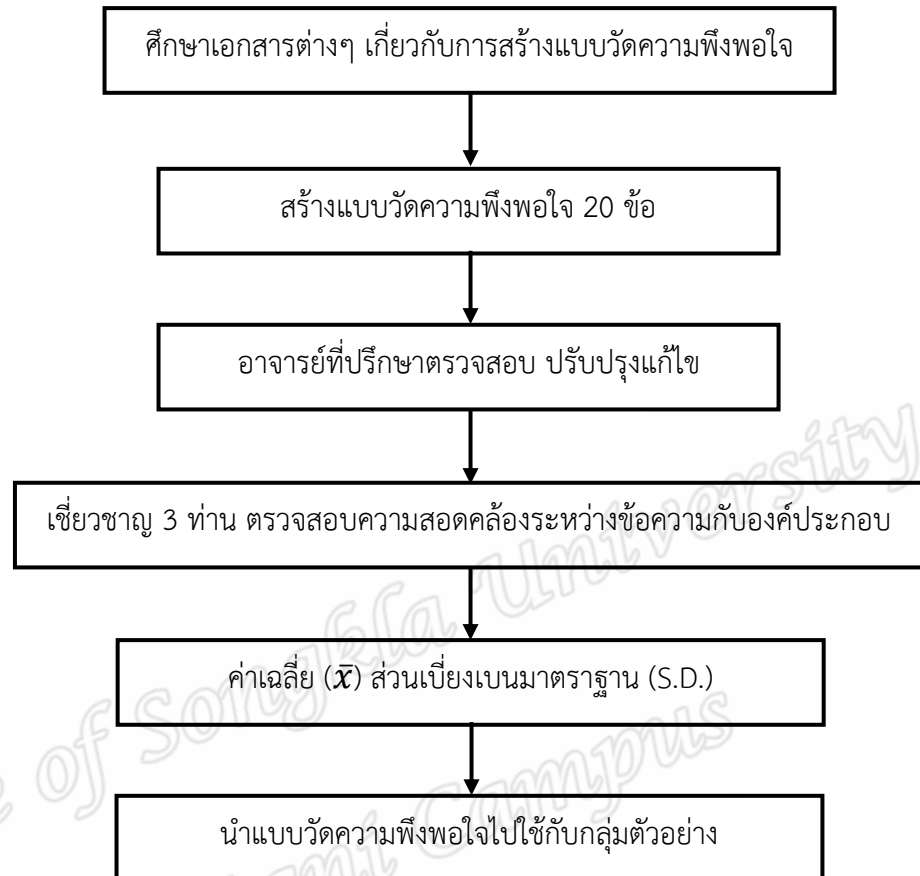 ศึกษาเอกสารต่างๆ เกี่ยวกับการสร้างแบบวัดความพึงพอใจ
สร้างแบบวัดความพึงพอใจ 20 ข้อ
อาจารย์ที่ปรึกษาตรวจสอบ ปรับปรุงแก้ไข
เชี่ยวชาญ 3 ท่าน ตรวจสอบความสอดคล้องระหว่างข้อความกับองค์ประกอบ
ค่าเฉลี่ย (x̄) ส่วนเบี่ยงเบนมาตราฐาน (S.D.)
นำแบบวัดความพึงพอใจไปใช้กับกลุ่มตัวอย่าง
of Songkla University
Campus